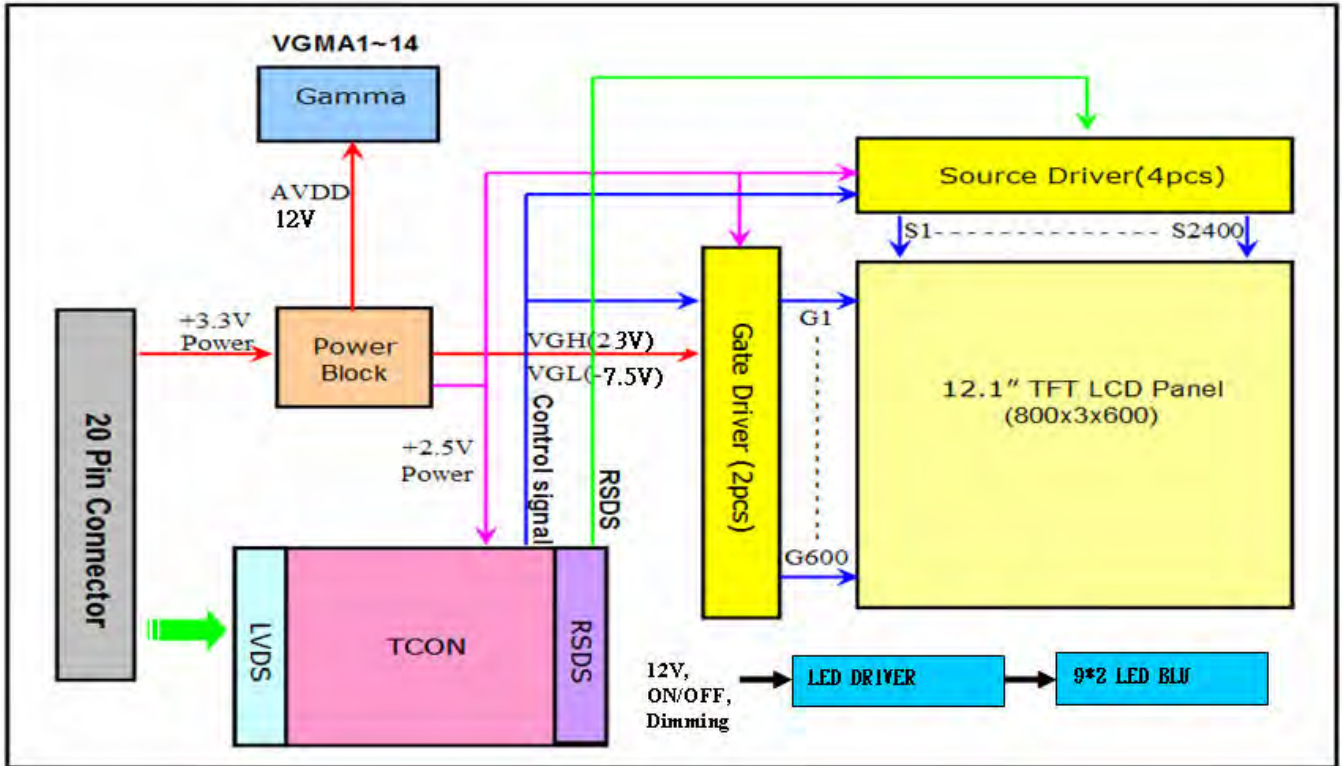 VGMA1~14
Gamma
AVDD
12V
Source Driver(4pcs)
S1
S2400
+3.3V
Power
Power
Block
VGH(23V)
VGL(-7.5V)
G1
Gate Driver (2pcs)
12.1" TFT LCD Panel
(800x3x600)
20 Pin Connector
+2.5V
Power
Control signal
RSDS
G600
LVDS
TCON
RSDS
12V,
ON/OFF,
Dimming
LED DRIVER
9*2 LED BLU